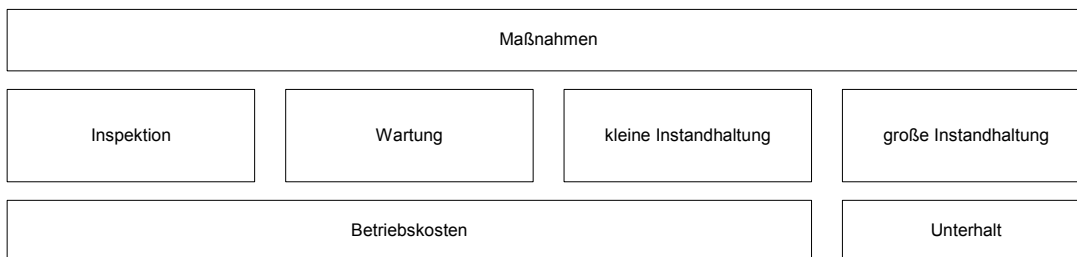 Maßnahmen
Inspektion
Wartung
kleine Instandhaltung
große Instandhaltung
Betriebskosten
Unterhalt